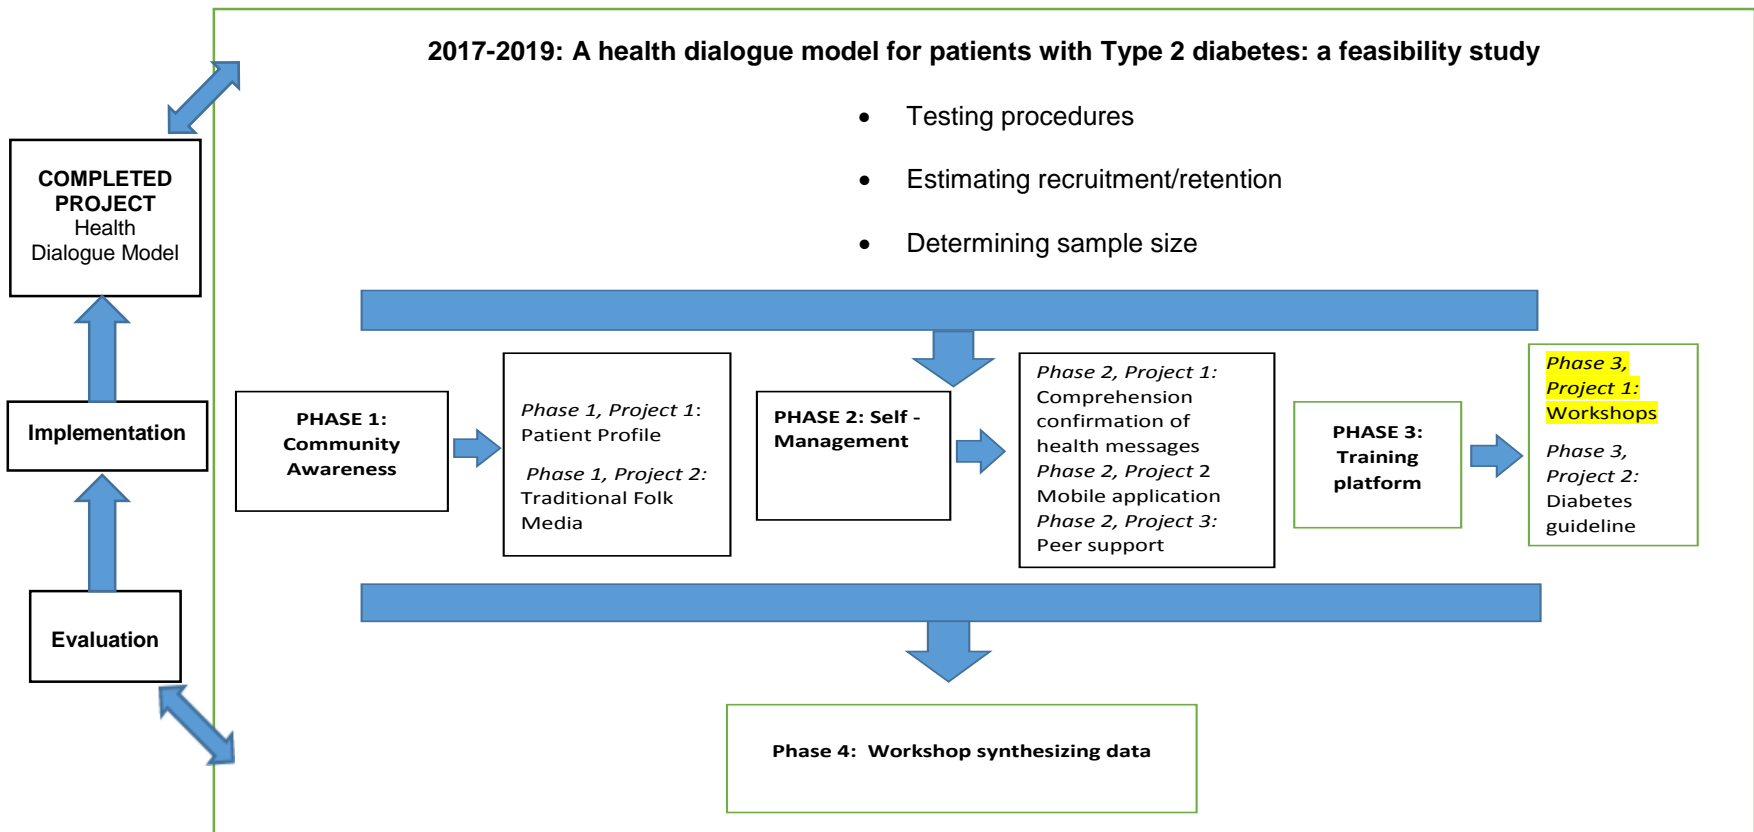 2017-2019: A health dialogue model for patients with Type 2 diabetes: a feasibility study
• Testing procedures
• Estimating recruitment/retention
• Determining sample size
COMPLETED
PROJECT
Health
Dialogue Model
Implementation
Evaluation
PHASE 1:
Community
Awareness
Phase 1, Project 1:
Patient Profile
Phase 1, Project 2:
Traditional Folk
Media
PHASE 2: Self -
Management
Phase 2, Project 1:
Comprehension
confirmation of
health messages
Phase 2, Project 2
Mobile application
Phase 2, Project 3:
Peer support
PHASE 3:
Training
platform
Phase 3,
Project 1:
Workshops
Phase 3,
Project 2:
Diabetes
guideline
Phase 4: Workshop synthesizing data